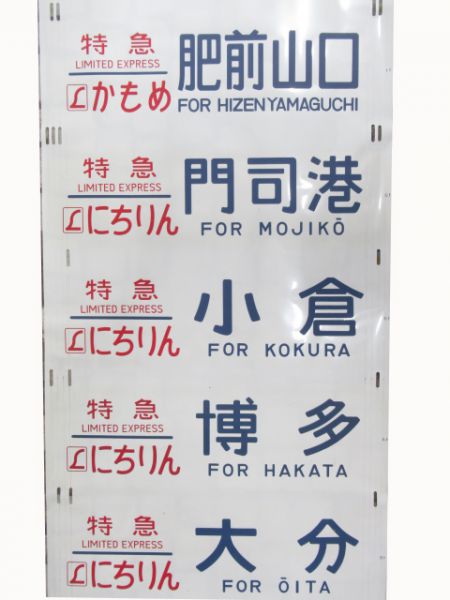 特急
LIMITED EXPRESS
Lかもめ
肥前山口
FOR HIZENYAMAGUCHI
特急
LIMITED EXPRESS
Lにちりん
門司港
FOR MOJIKŌ
特急
LIMITED EXPRESS
Lにちりん
小倉
FOR KOKURA
特急
LIMITED EXPRESS
Lにちりん
博多
FOR HAKATA
特急
LIMITED EXPRESS
Lにちりん
大分
FOR ŌITA